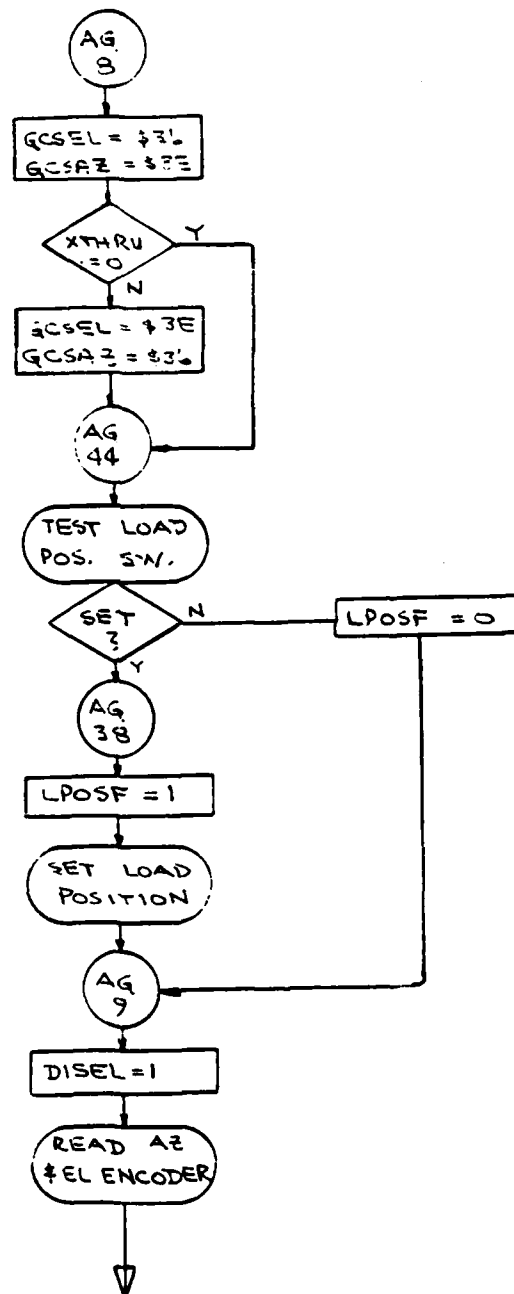 AG
8
GCSEL = $36
GCSAZ = $3E
XTHRU
=0
Y
N
GCSEL = $3E
GCSAZ = $36
AG
44
TEST LOAD
POS. SW.
SET
?
N
LPOSF = 0
Y
AG
38
LPOSF = 1
SET LOAD
POSITION
AG
9
DISEL=1
READ AZ
& EL ENCODER